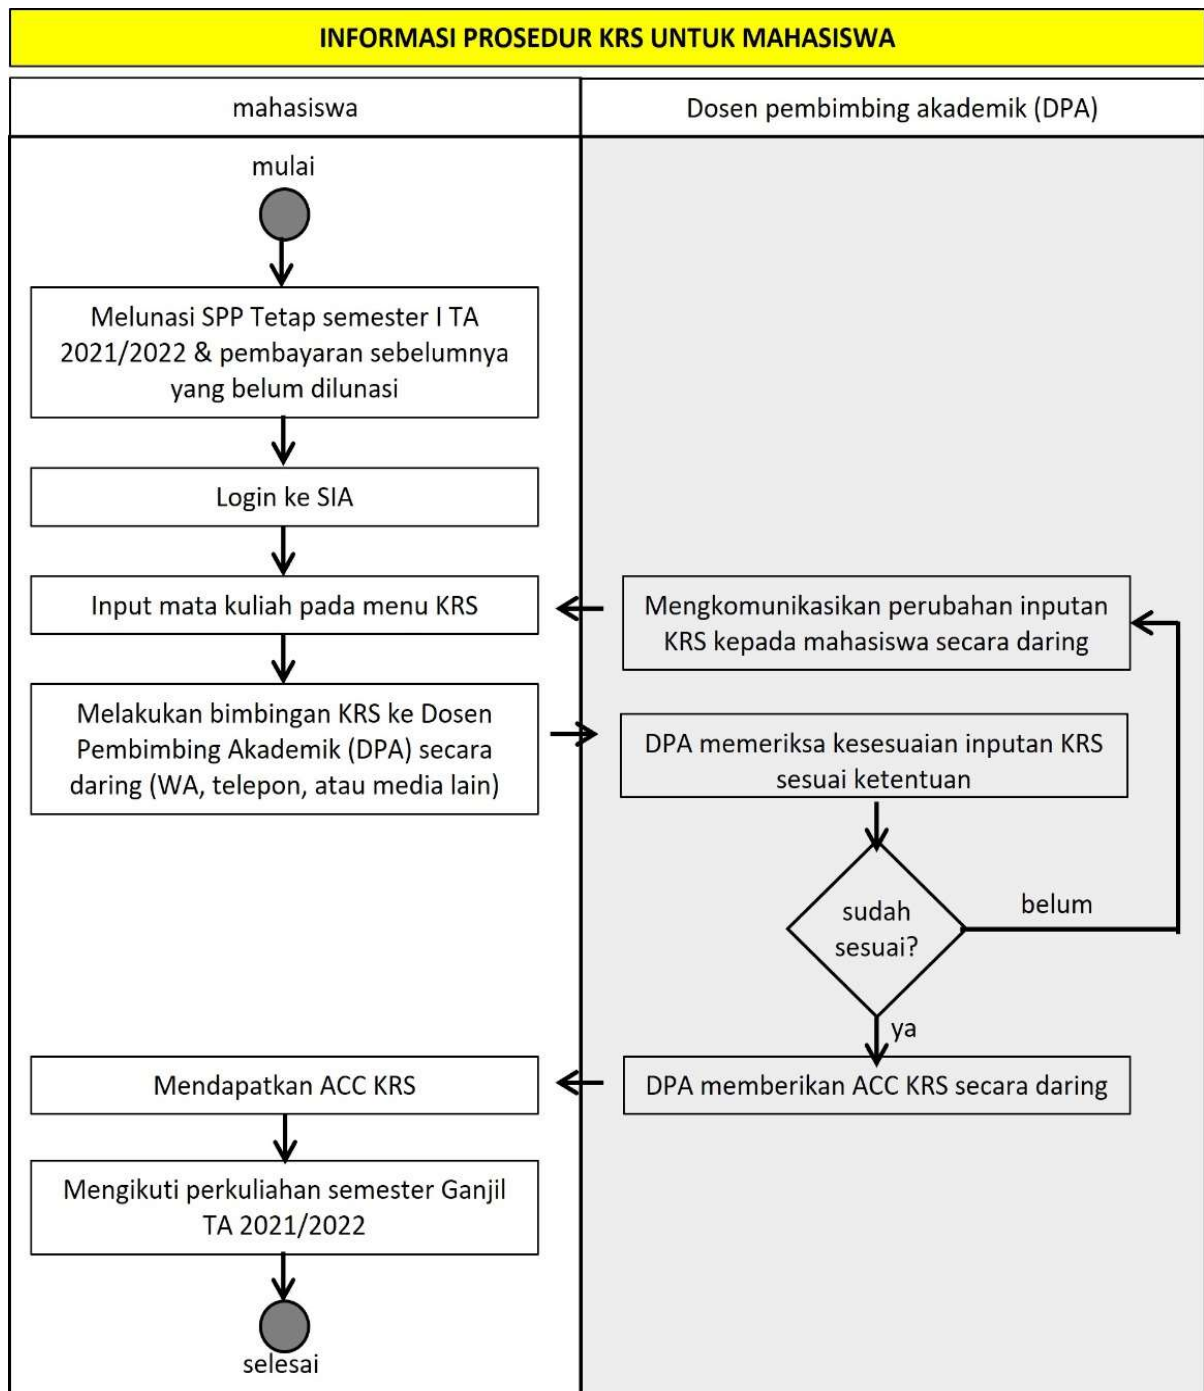 INFORMASI PROSEDUR KRS UNTUK MAHASISWA
mahasiswa
Dosen pembimbing akademik (DPA)
mulai
Melunasi SPP Tetap semester I TA
2021/2022 & pembayaran sebelumnya
yang belum dilunasi
Login ke SIA
Input mata kuliah pada menu KRS
Mengkomunikasikan perubahan inputan
KRS kepada mahasiswa secara daring
Melakukan bimbingan KRS ke Dosen
Pembimbing Akademik (DPA) secara
daring (WA, telepon, atau media lain)
DPA memeriksa kesesuaian inputan KRS
sesuai ketentuan
sudah
sesuai?
belum
ya
Mendapatkan ACC KRS
DPA memberikan ACC KRS secara daring
Mengikuti perkuliahan semester Ganjil
TA 2021/2022
selesai